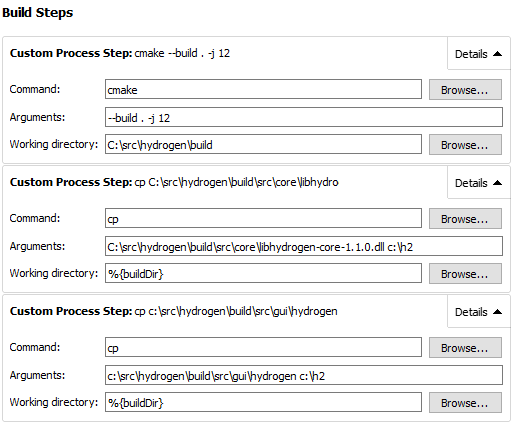 Build Steps
Custom Process Step: cmake --build . -j 12
Details
Command: cmake Browse...
Arguments: --build . -j 12
Working directory: C:\src\hydrogen\build Browse...
Custom Process Step: cp C:\src\hydrogen\build\src\core\libhydro
Details
Command: cp Browse...
Arguments: C:\src\hydrogen\build\src\core\libhydrogen-core-1.1.0.dll c:\h2
Working directory: %{buildDir} Browse...
Custom Process Step: cp c:\src\hydrogen\build\src\gui\hydrogen
Details
Command: cp Browse...
Arguments: c:\src\hydrogen\build\src\gui\hydrogen c:\h2
Working directory: %{buildDir} Browse...